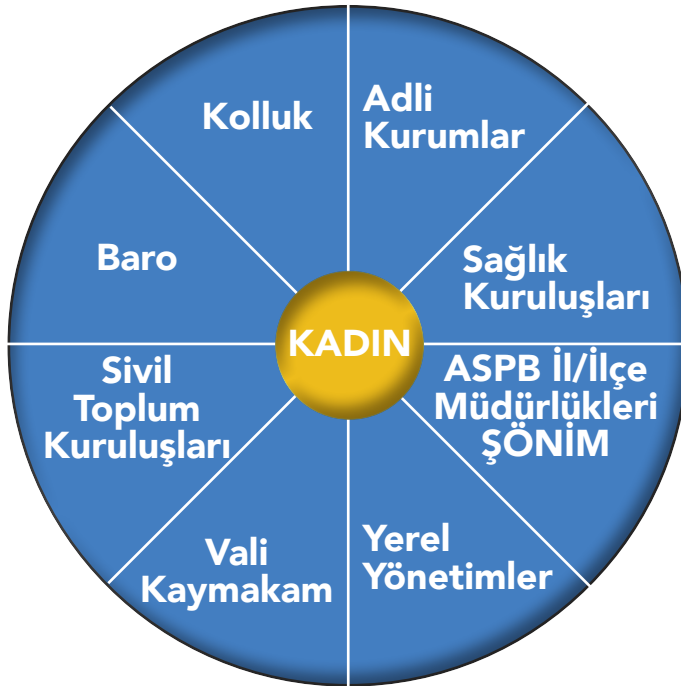 Kolluk
Adli
Kurumlar
Baro
Sağlık
Kuruluşları
KADIN
Sivil
Toplum
Kuruluşları
ASPB İl/İlçe
Müdürlükleri
ŞÖNİM
Vali
Kaymakam
Yerel
Yönetimler